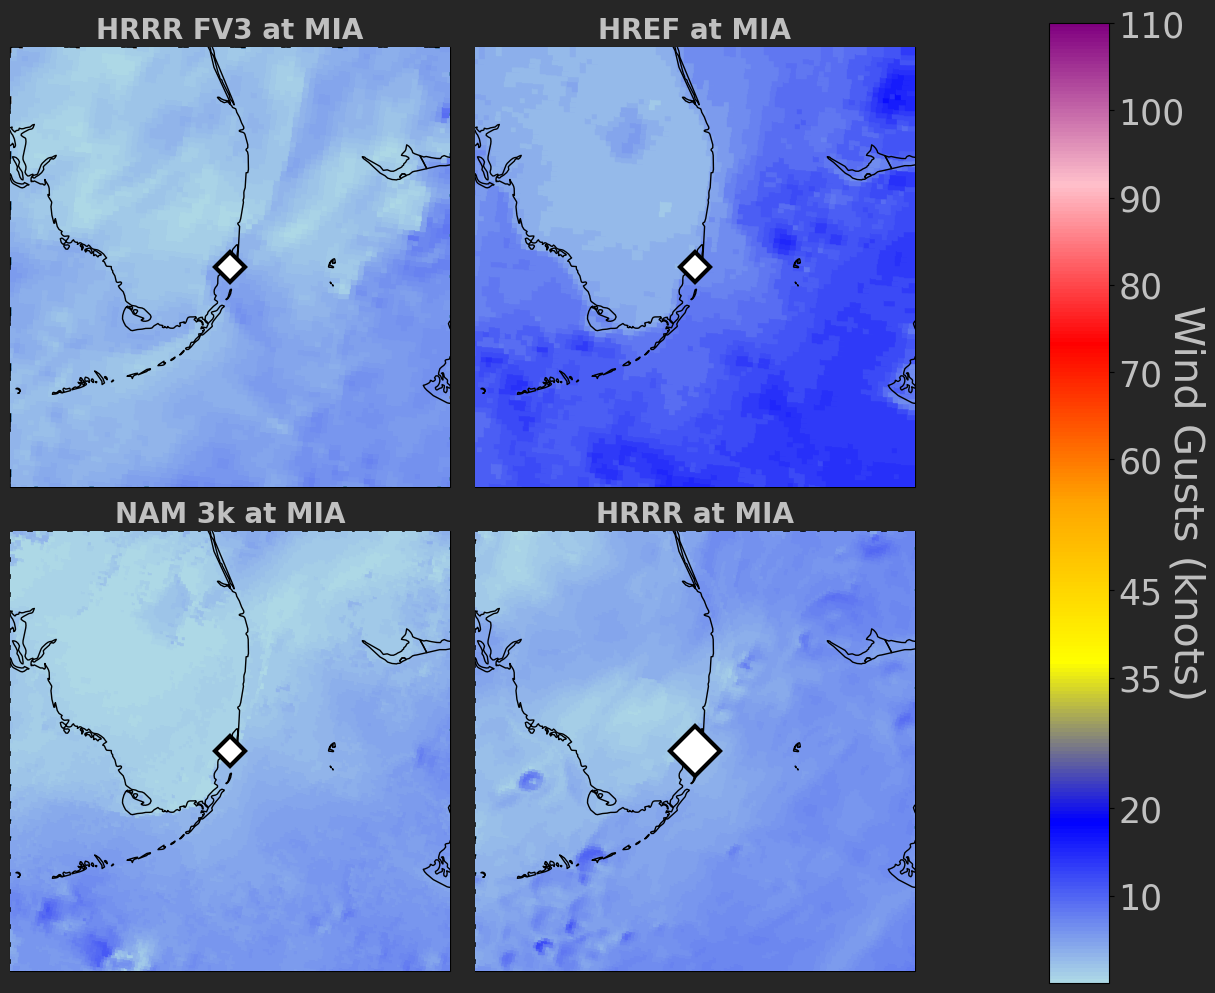 HRRR FV3 at MIA
HREF at MIA
NAM 3k at MIA
HRRR at MIA
110
100
90
80
70
60
45
35
20
10
Wind Gusts (knots)